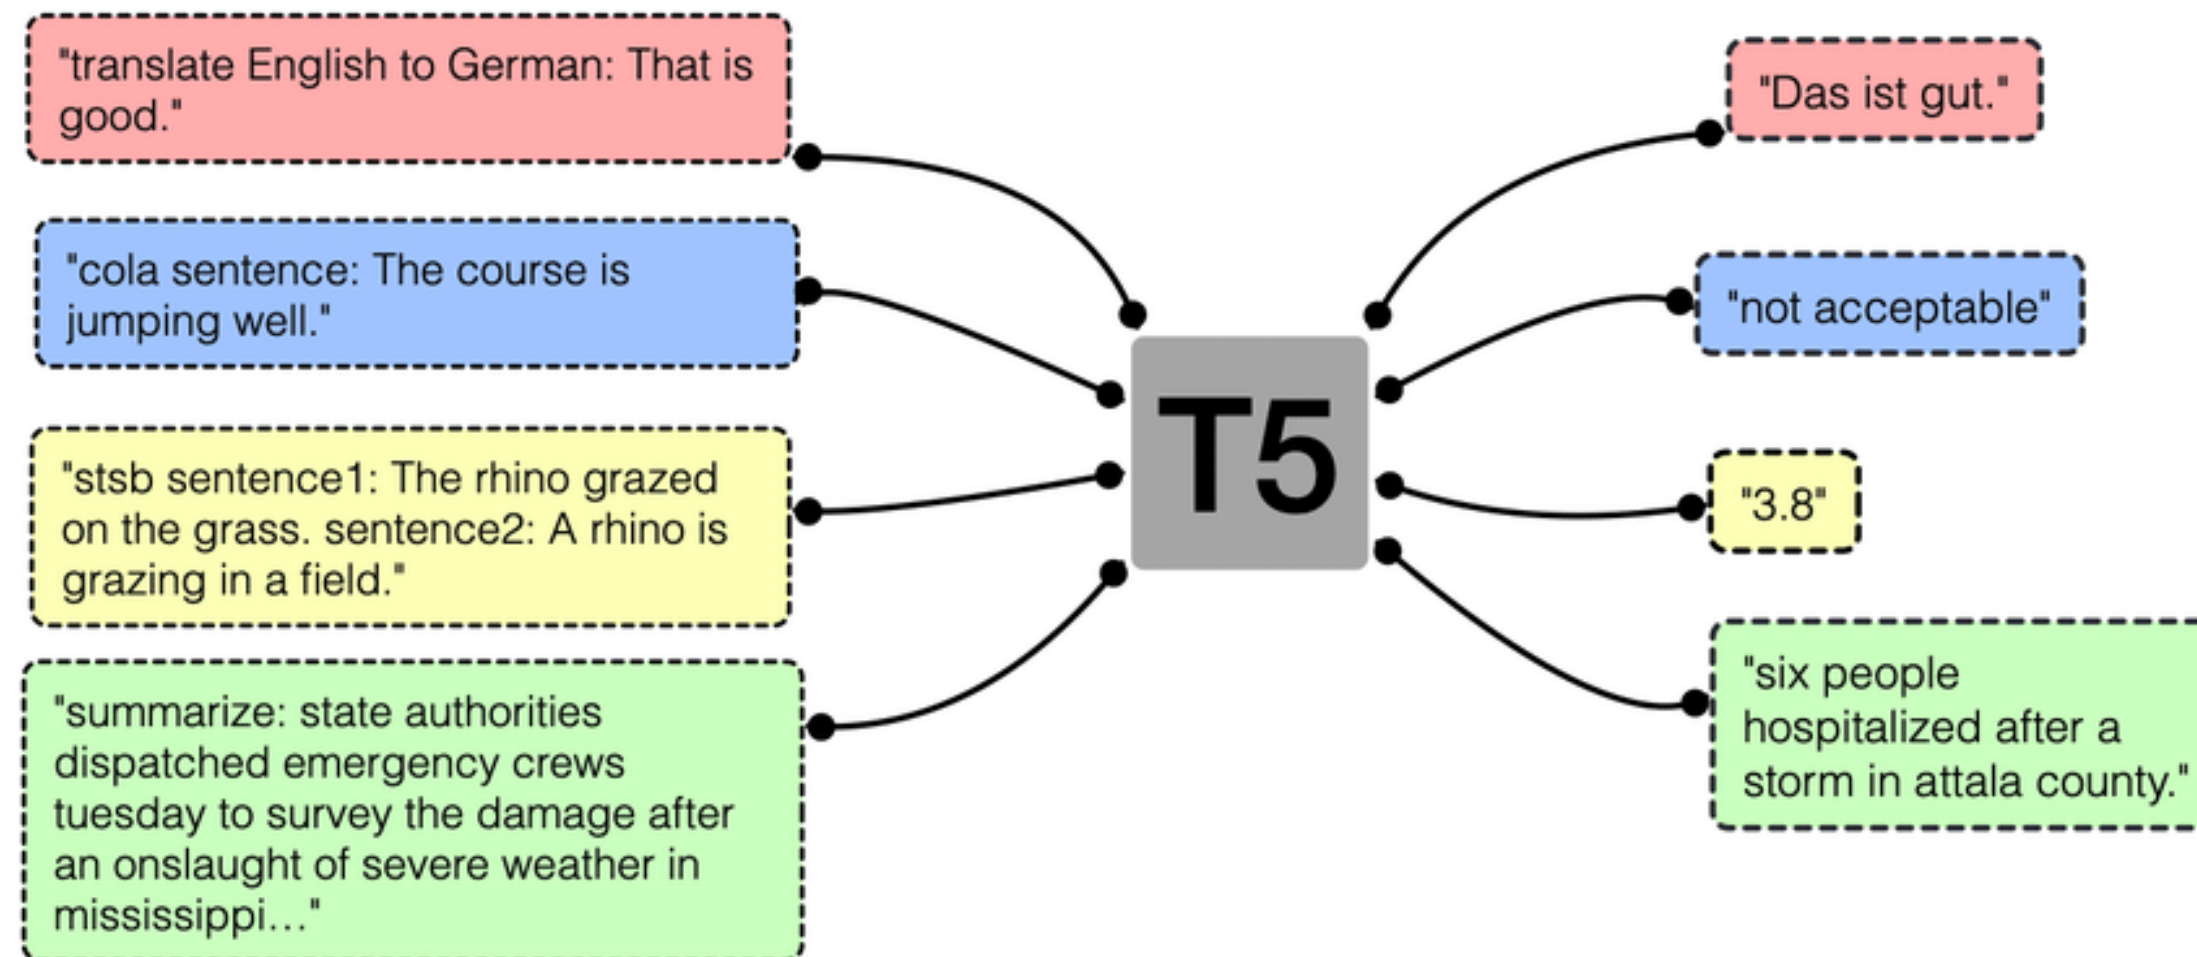 "translate English to German: That is
good."
"cola sentence: The course is
jumping well."
"stsb sentence1: The rhino grazed
on the grass. sentence2: A rhino is
grazing in a field."
"summarize: state authorities
dispatched emergency crews
tuesday to survey the damage after
an onslaught of severe weather in
mississippi..."
T5
"Das ist gut."
"not acceptable"
"3.8"
"six people
hospitalized after a
storm in attala county."